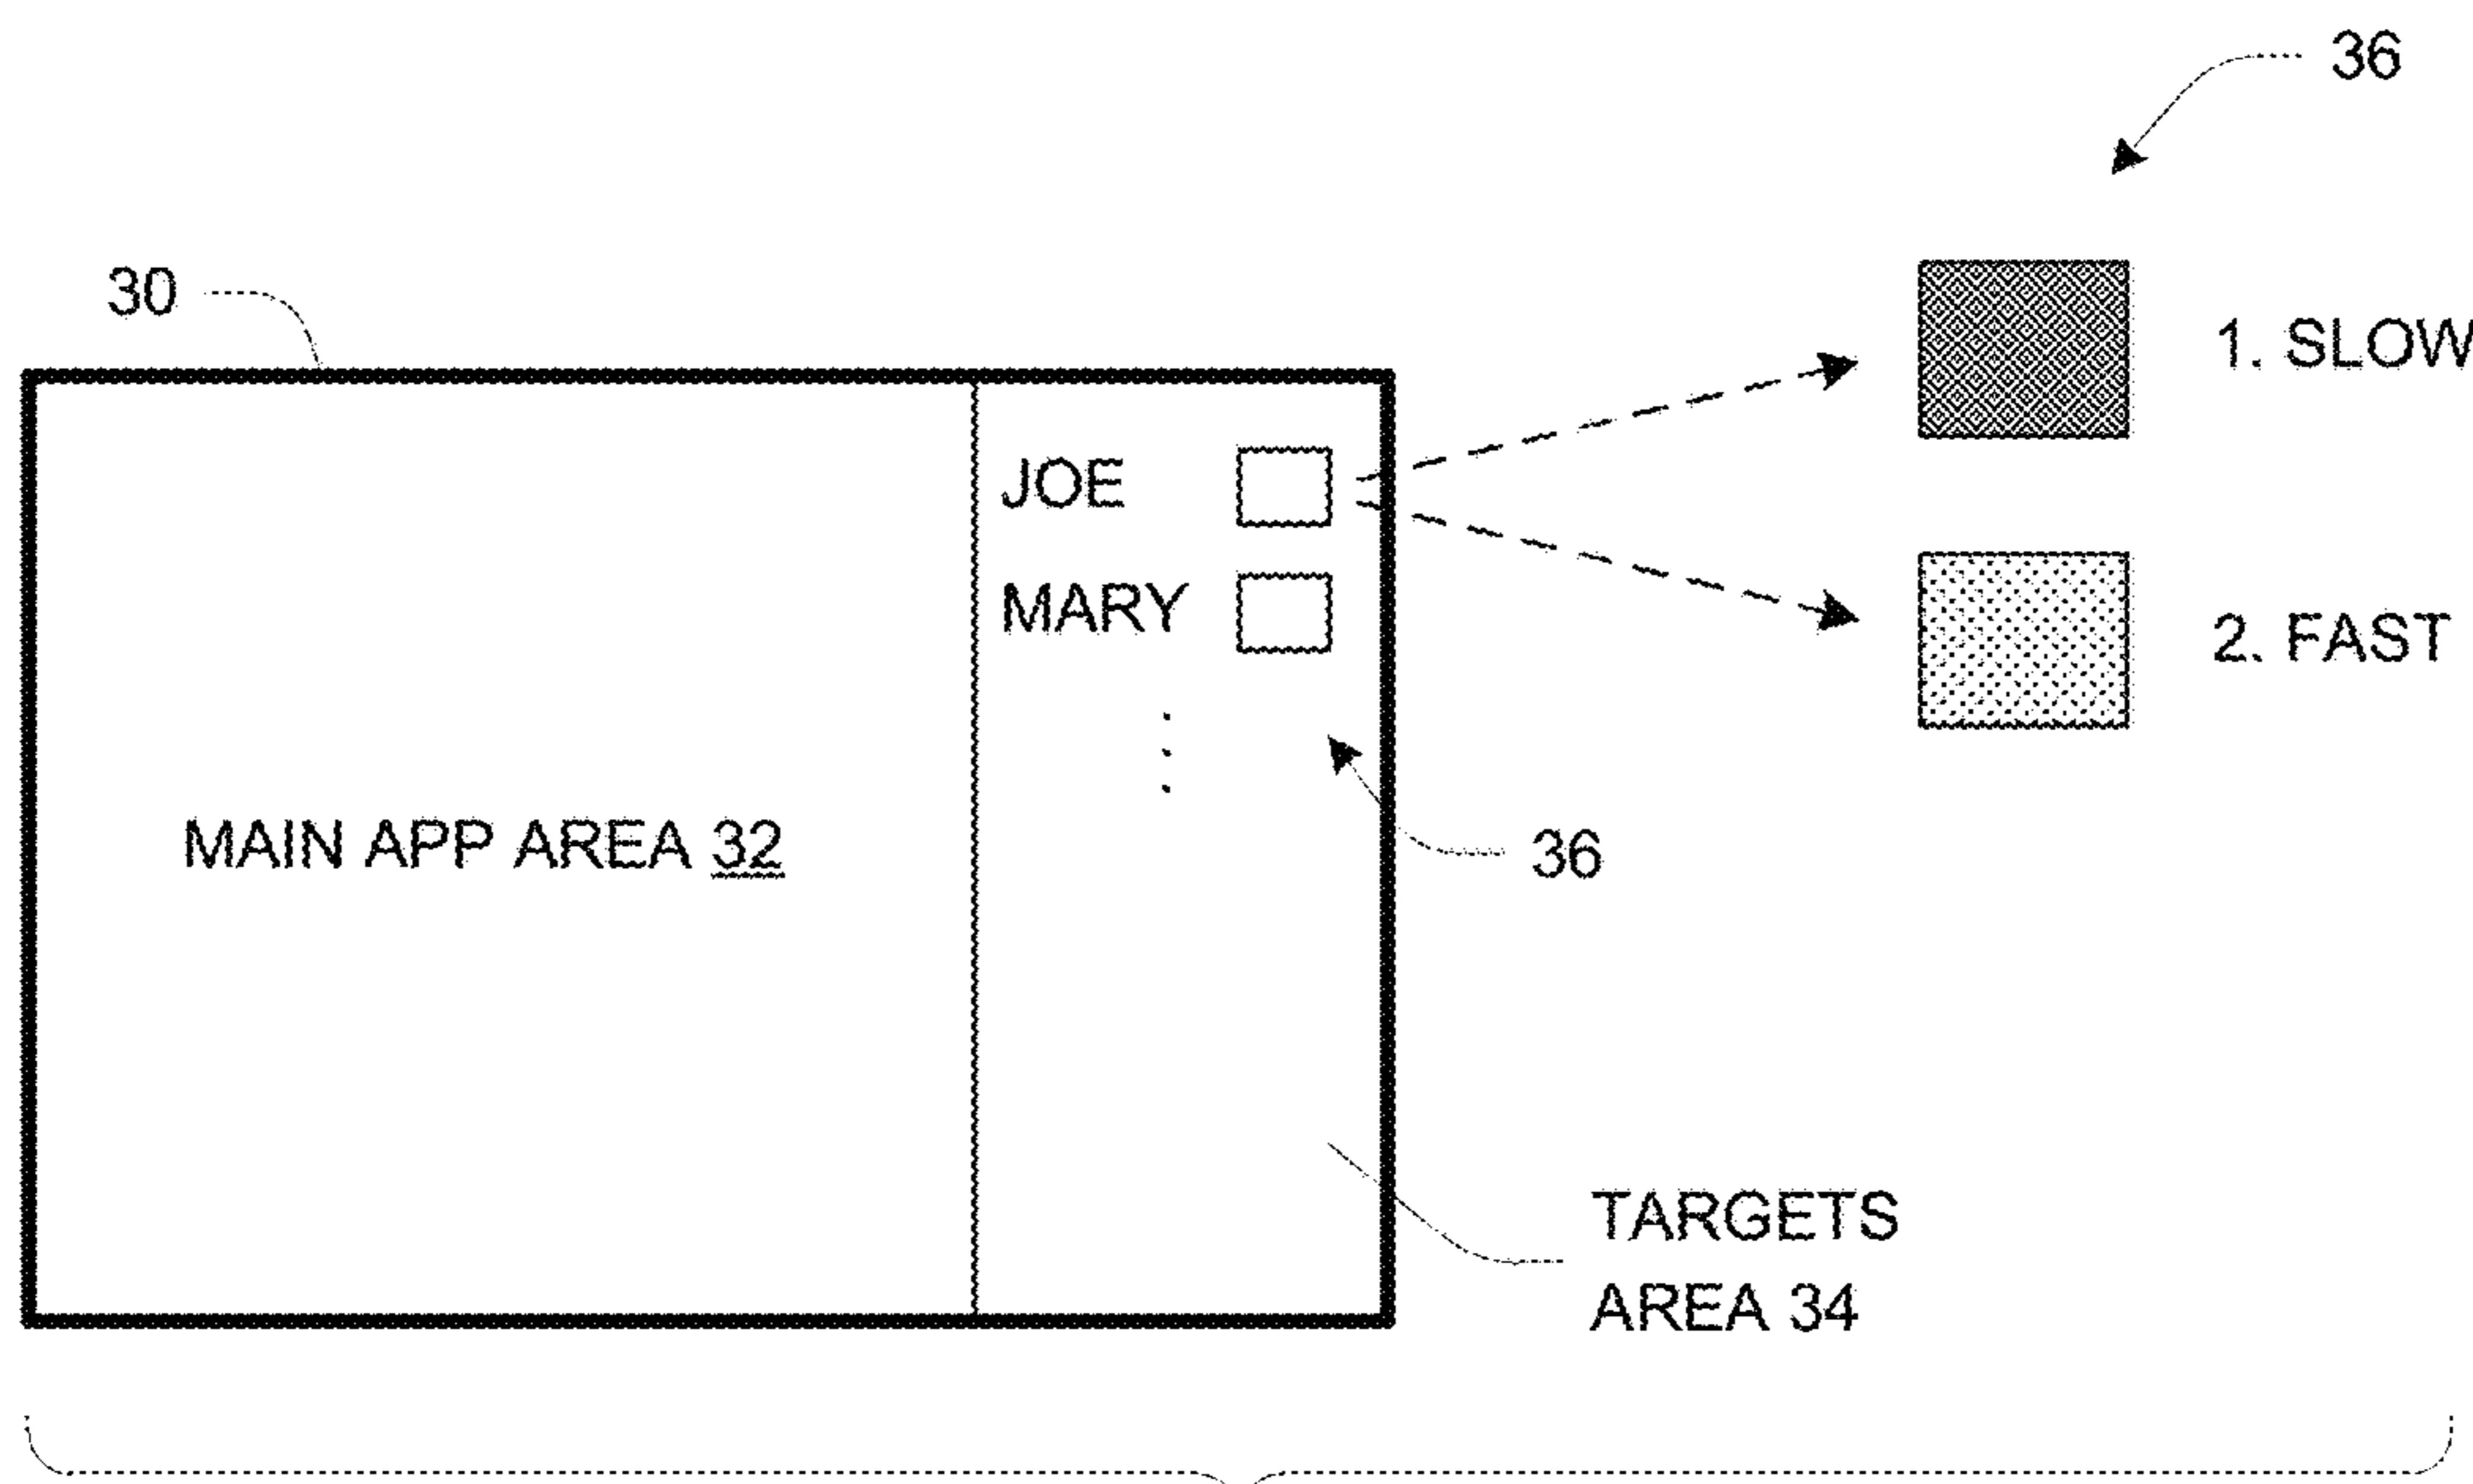 36
30
1. SLOW
JOE
MARY
2. FAST
MAIN APP AREA 32
36
TARGETS
AREA 34